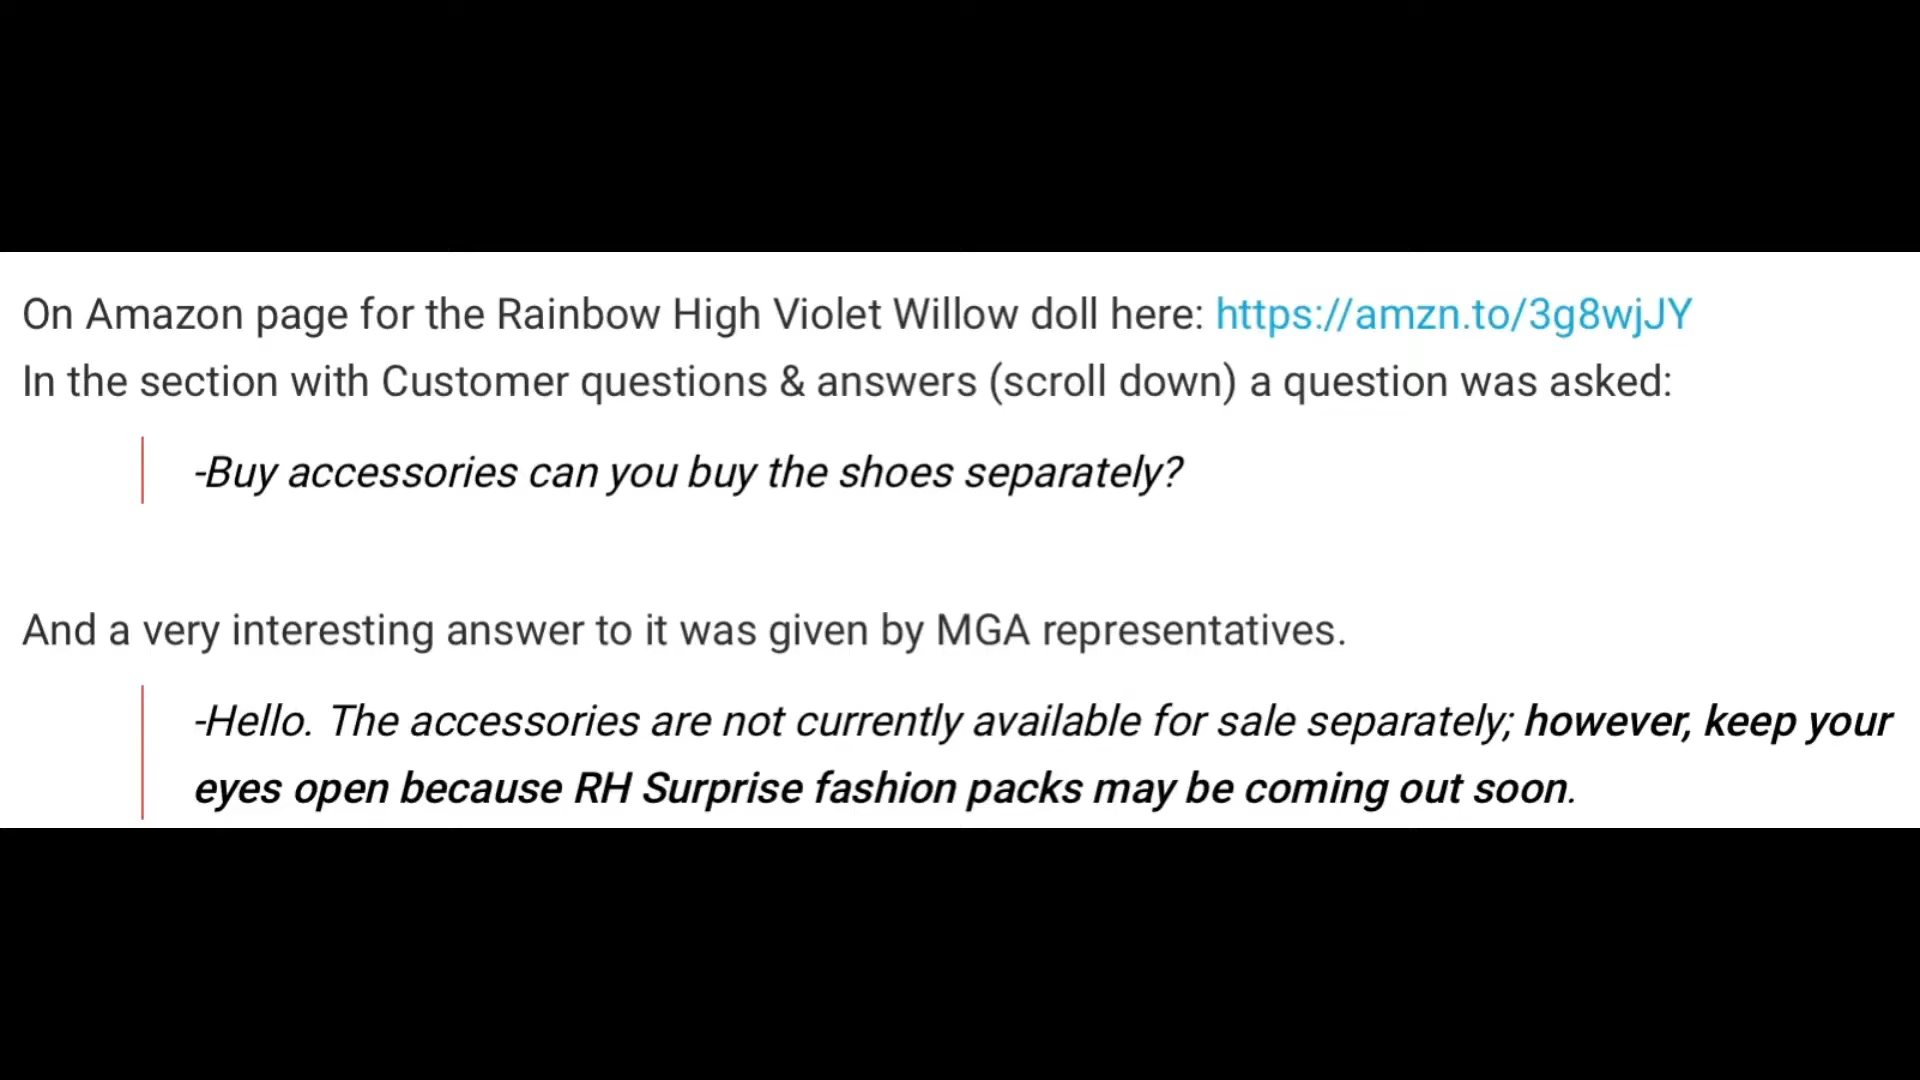 On Amazon page for the Rainbow High Violet Willow doll here: https://amzn.to/3g8wjJY
In the section with Customer questions & answers (scroll down) a question was asked:
-Buy accessories can you buy the shoes separately?
And a very interesting answer to it was given by MGA representatives.
-Hello. The accessories are not currently available for sale separately; however, keep your
eyes open because RH Surprise fashion packs may be coming out soon.